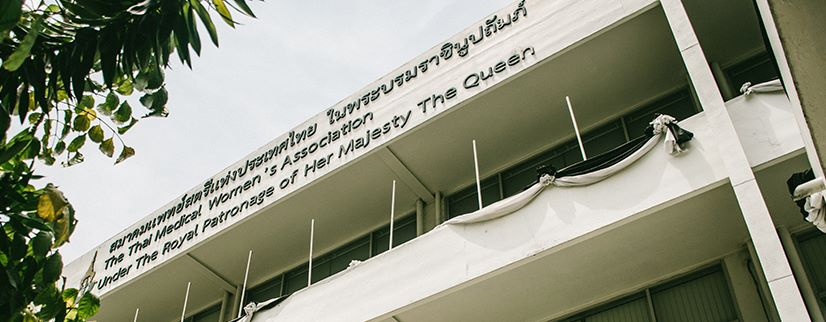 สมาคมแพทย์สตรีแห่งประเทศไทย ในพระบรมราชินูปถัมภ์
The Thai Medical Women's Association
Under The Royal Patronage of Her Majesty The Queen